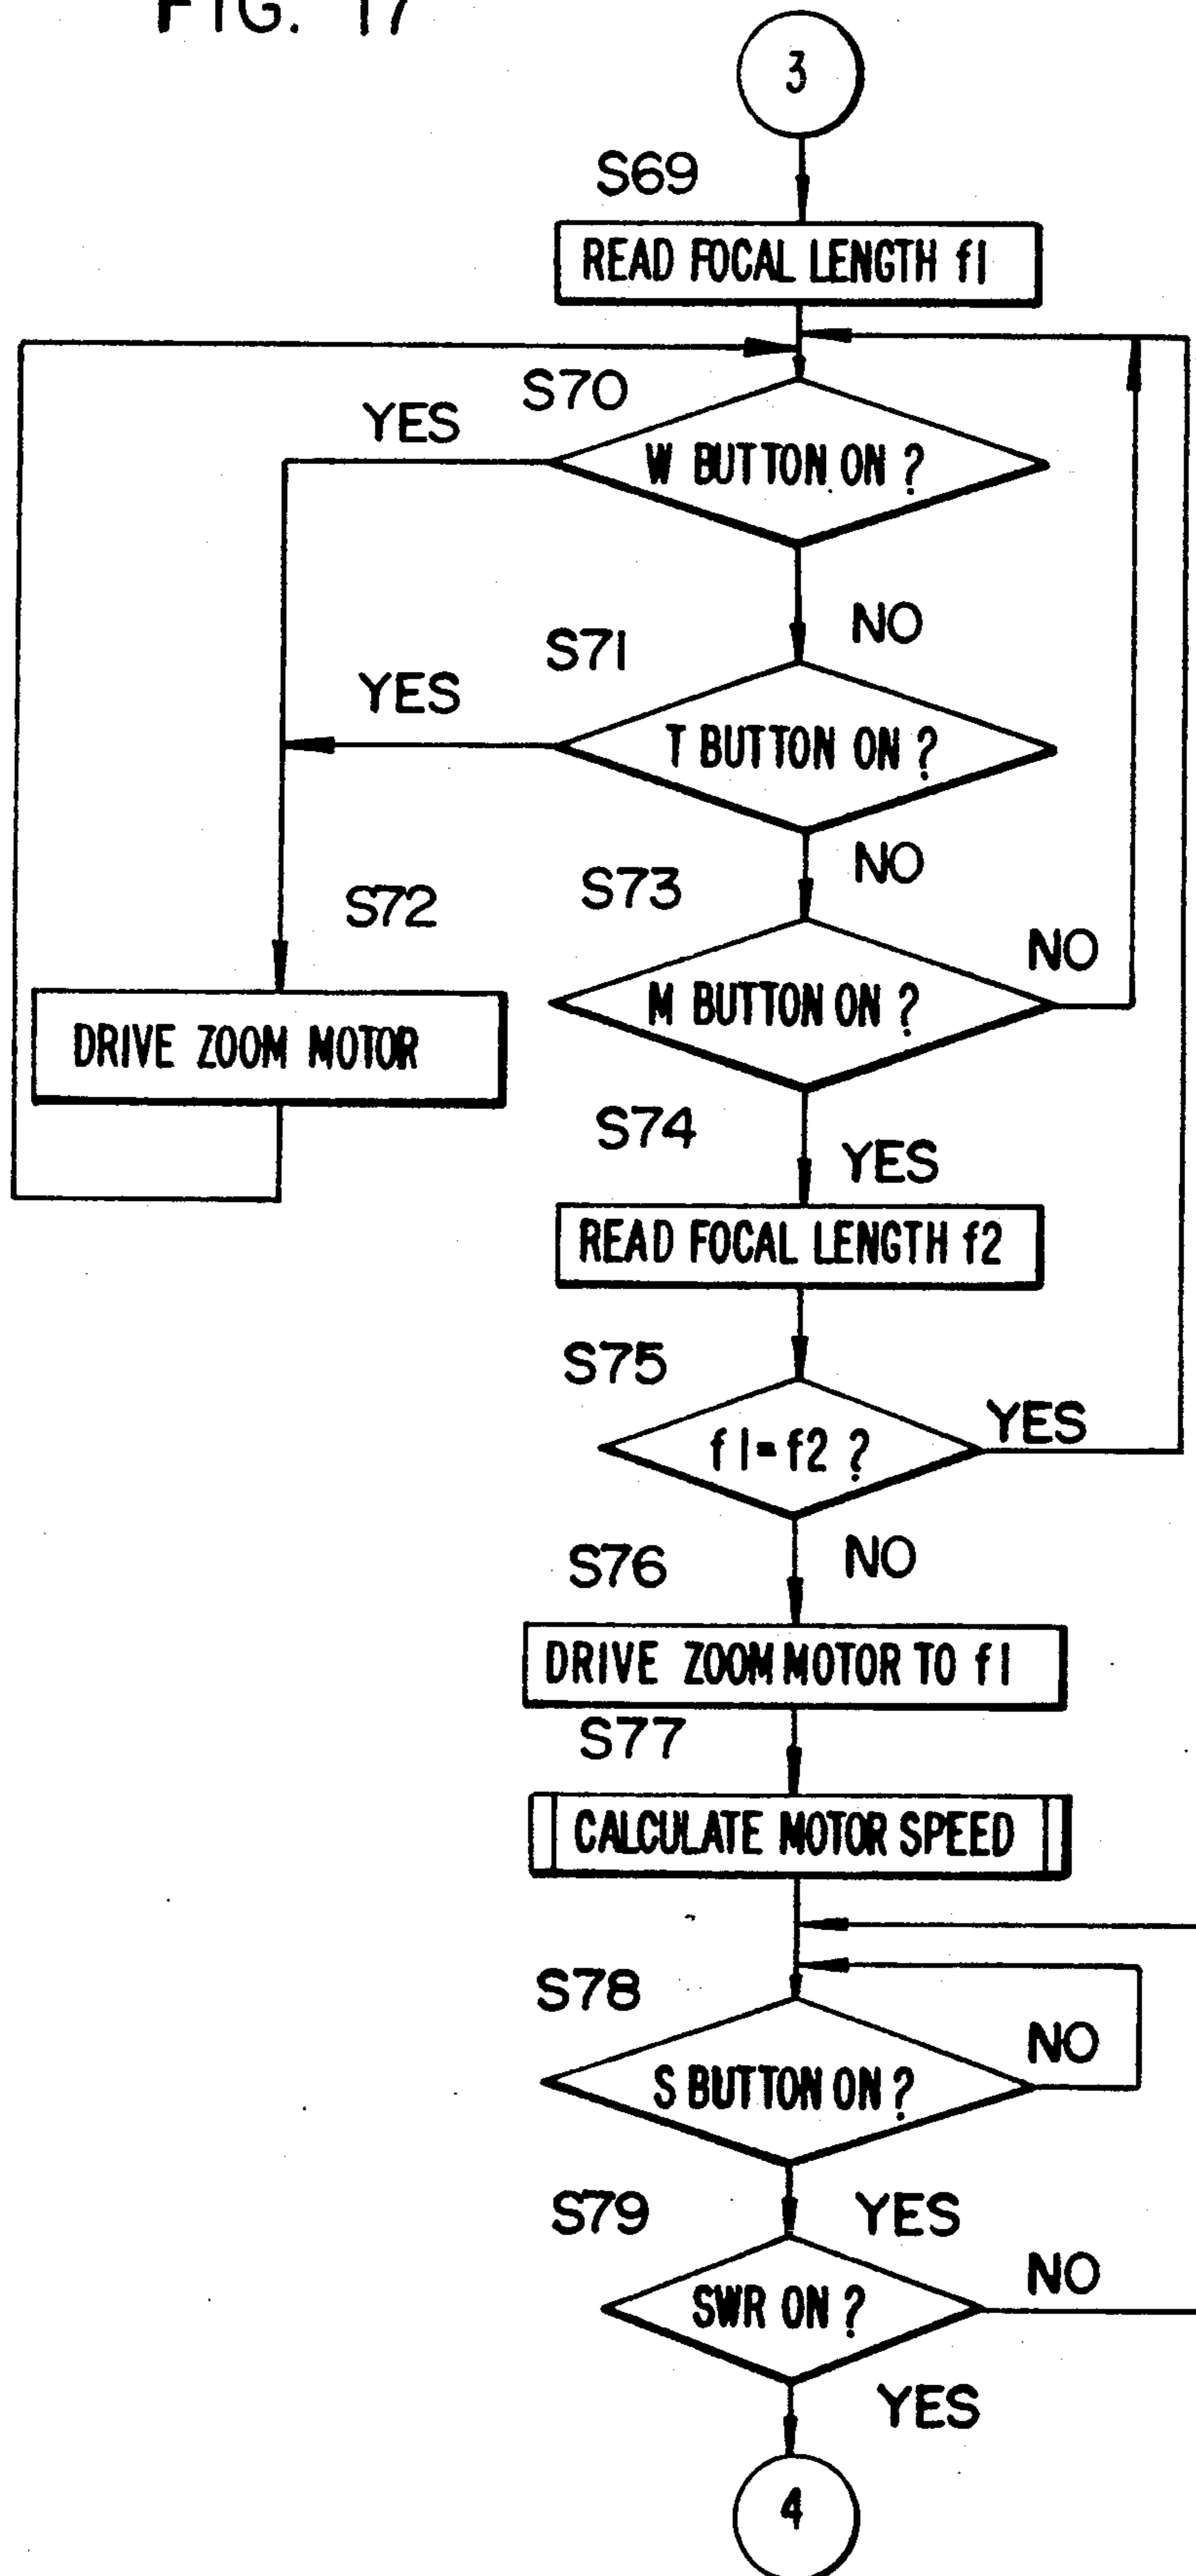 FIG. 17
3
S69
READ FOCAL LENGTH f1
S70
YES
W BUTTON ON ?
NO
S71
YES
T BUTTON ON ?
NO
S73
S72
NO
M BUTTON ON ?
DRIVE ZOOM MOTOR
S74
YES
READ FOCAL LENGTH f2
S75
YES
f1=f2 ?
NO
S76
DRIVE ZOOM MOTOR TO f1
S77
CALCULATE MOTOR SPEED
S78
NO
S BUTTON ON ?
S79
YES
NO
SWR ON ?
YES
4